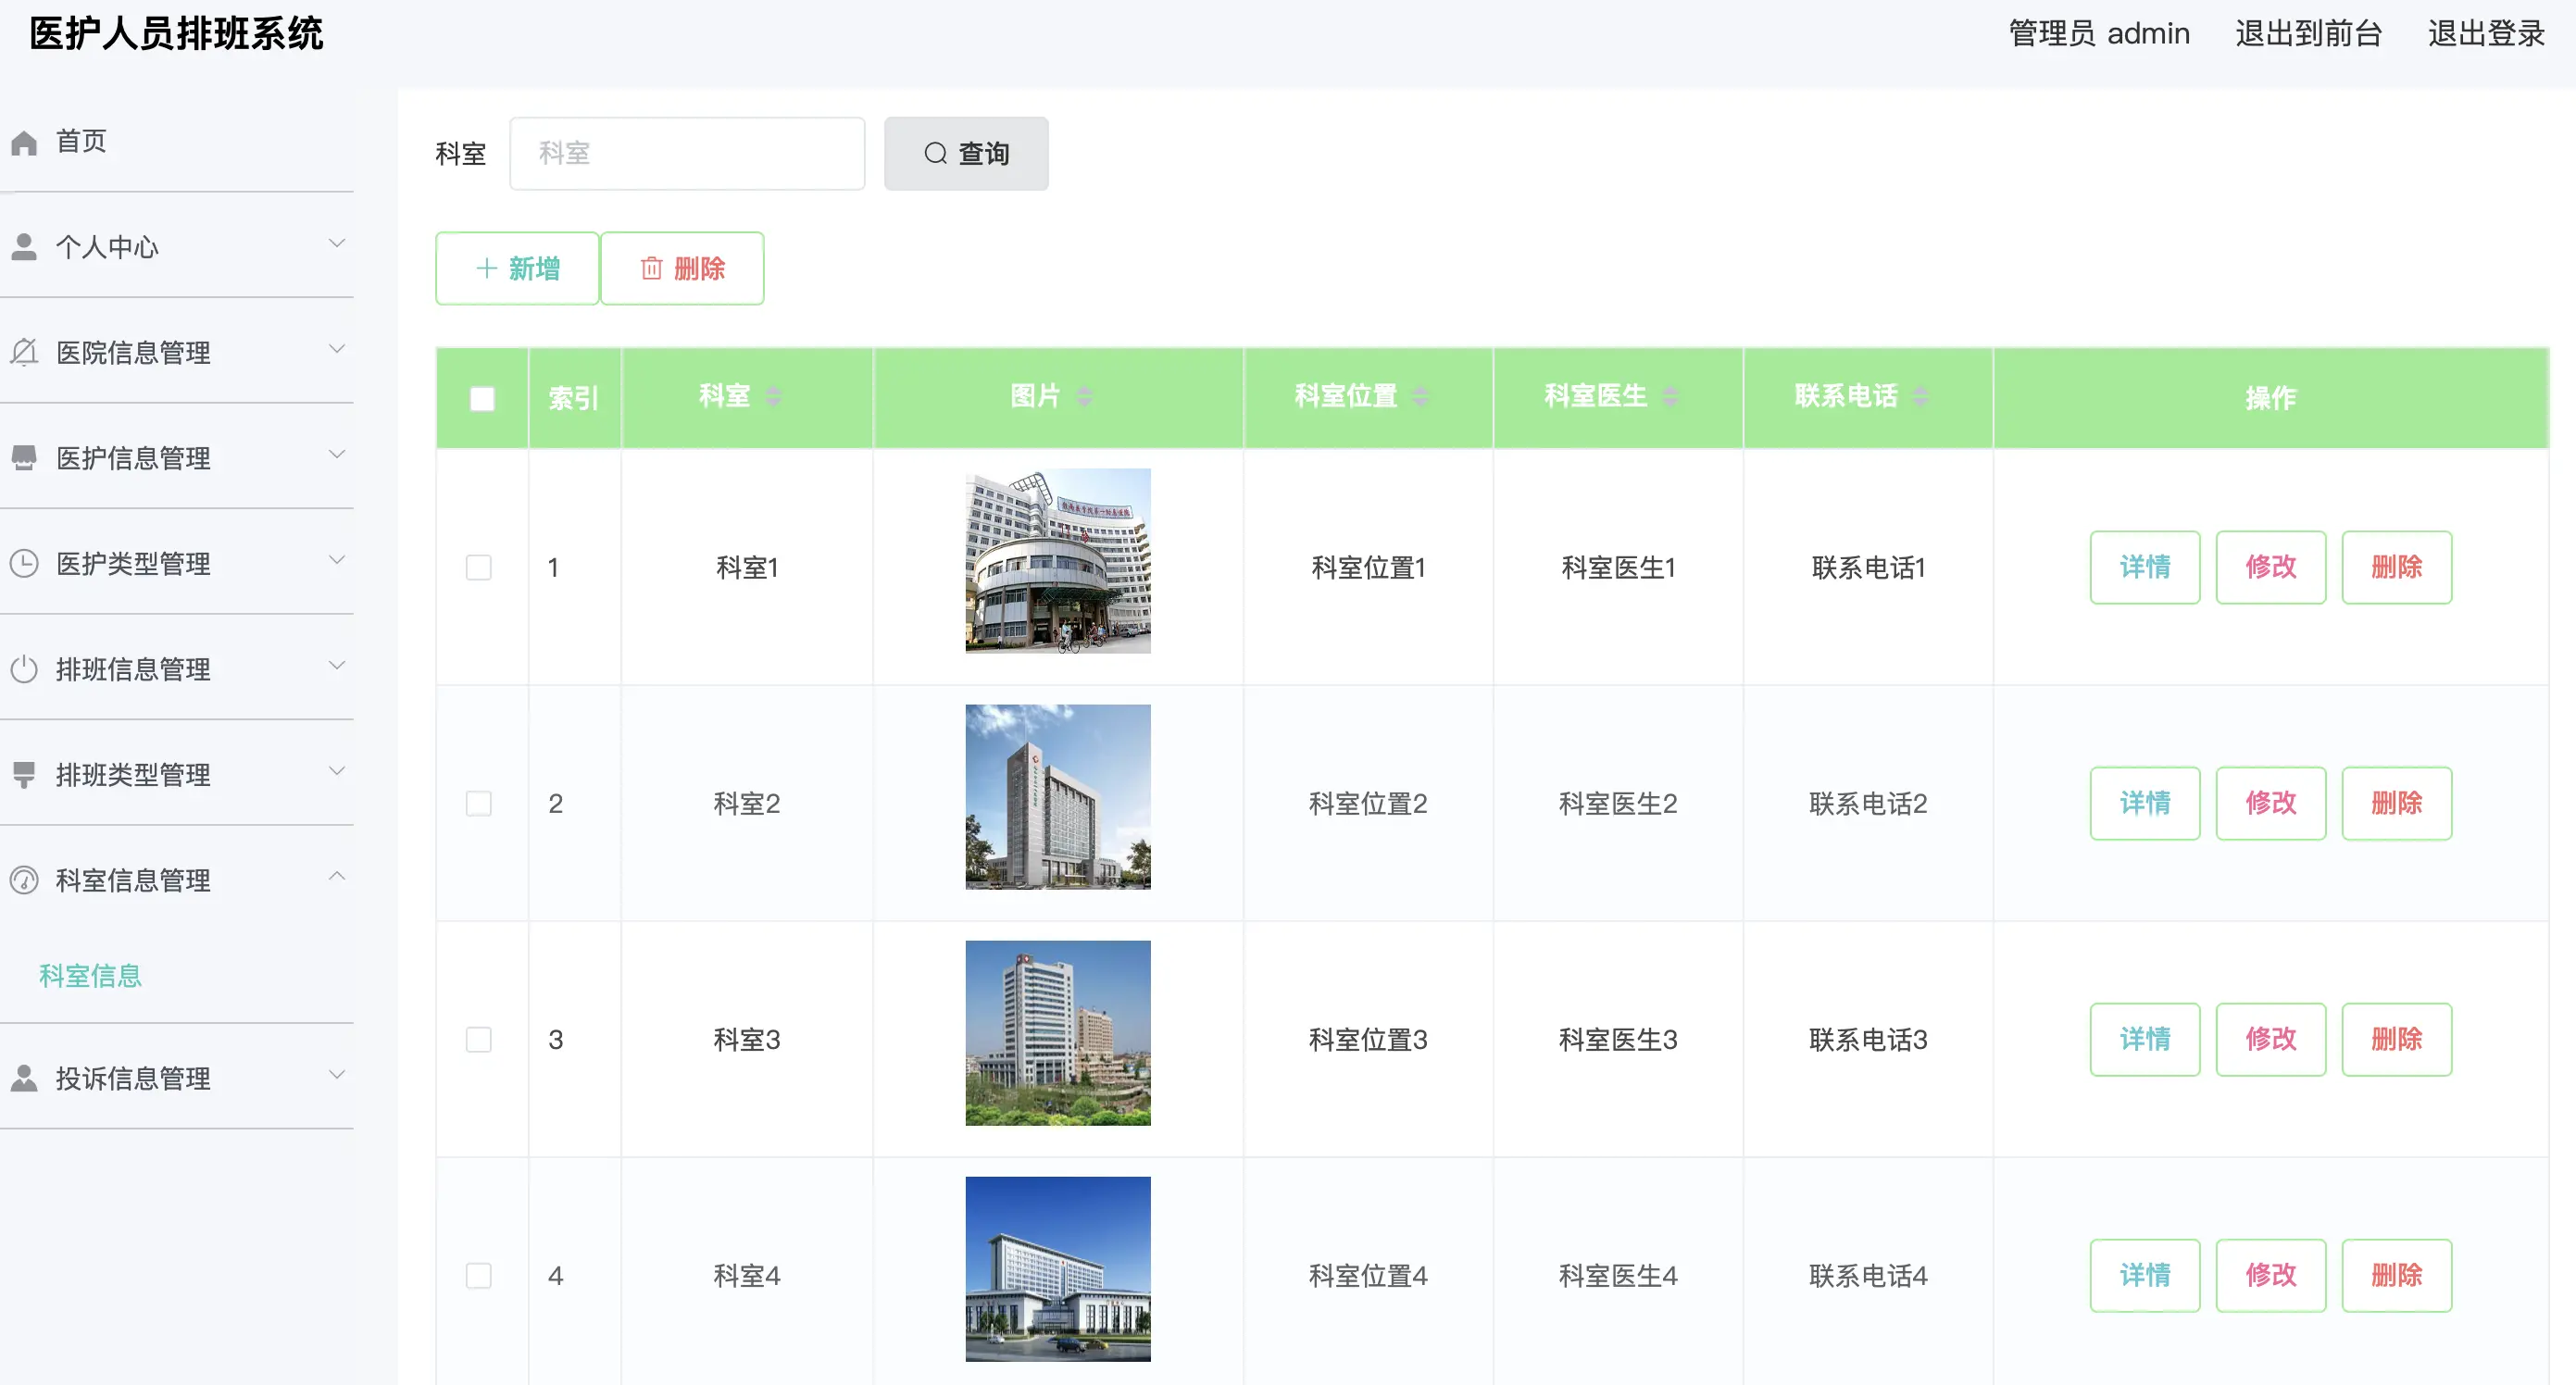 医护人员排班系统
管理员 admin 退出到前台 退出登录
首页
个人中心
医院信息管理
医护信息管理
医护类型管理
排班信息管理
排班类型管理
科室信息管理
科室信息
投诉信息管理
科室 科室 查询
新增 删除
索引 科室 图片 科室位置 科室医生 联系电话 操作
1 科室1 科室位置1 科室医生1 联系电话1 详情 修改 删除
2 科室2 科室位置2 科室医生2 联系电话2 详情 修改 删除
3 科室3 科室位置3 科室医生3 联系电话3 详情 修改 删除
4 科室4 科室位置4 科室医生4 联系电话4 详情 修改 删除